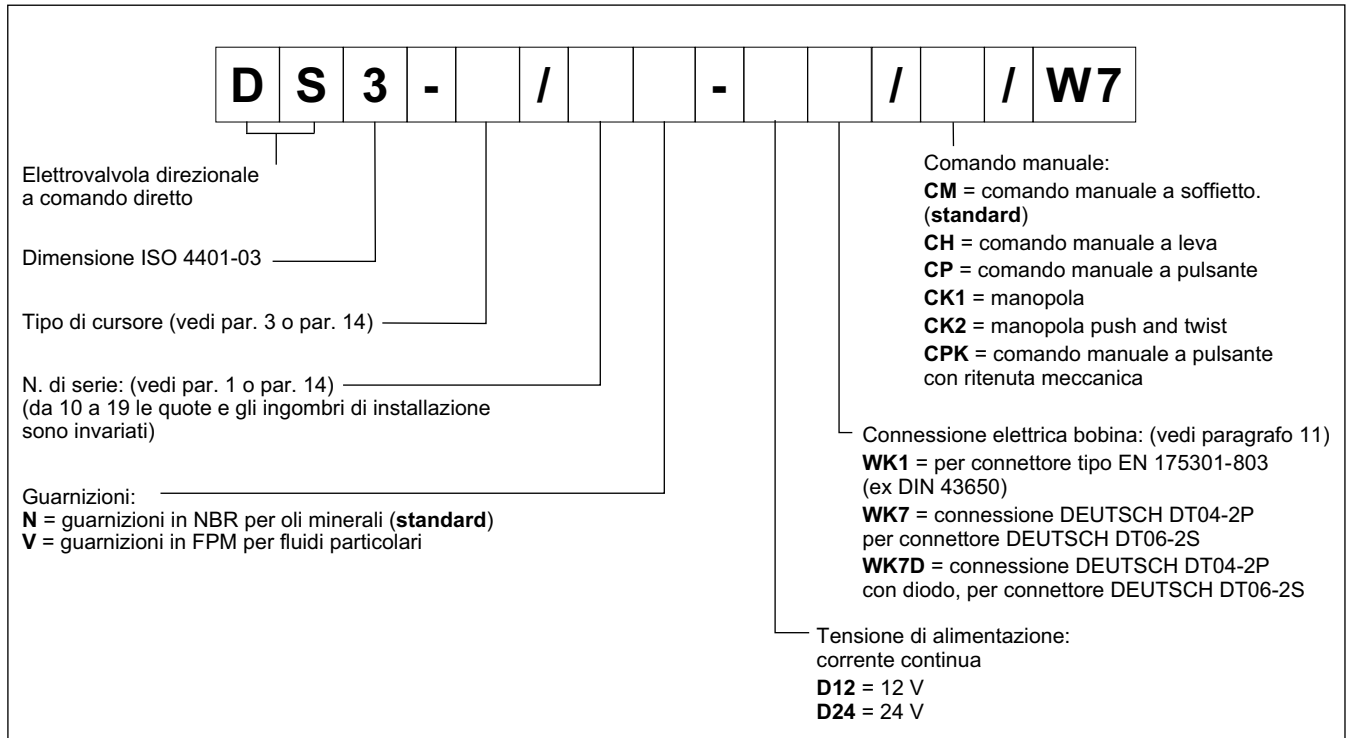 D S 3 - / - / / W7
Elettrovalvola direzionale
a comando diretto
Dimensione ISO 4401-03
Tipo di cursore (vedi par. 3 o par. 14)
N. di serie: (vedi par. 1 o par. 14)
(da 10 a 19 le quote e gli ingombri di installazione
sono invariati)
Guarnizioni:
N = guarnizioni in NBR per oli minerali (standard)
V = guarnizioni in FPM per fluidi particolari
Comando manuale:
CM = comando manuale a soffietto.
(standard)
CH = comando manuale a leva
CP = comando manuale a pulsante
CK1 = manopola
CK2 = manopola push and twist
CPK = comando manuale a pulsante
con ritenuta meccanica
Connessione elettrica bobina: (vedi paragrafo 11)
WK1 = per connettore tipo EN 175301-803
(ex DIN 43650)
WK7 = connessione DEUTSCH DT04-2P
per connettore DEUTSCH DT06-2S
WK7D = connessione DEUTSCH DT04-2P
con diodo, per connettore DEUTSCH DT06-2S
Tensione di alimentazione:
corrente continua
D12 = 12 V
D24 = 24 V